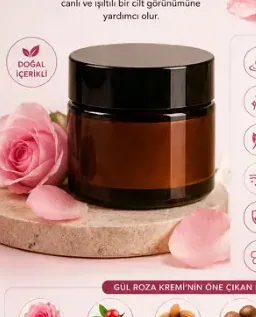 canlı ve ışıltılı bir cilt görünümüne
yardımcı olur.
DOĞAL
İÇERİKLİ
GÜL ROZA KREMİ'NİN ÖNE ÇIKAN